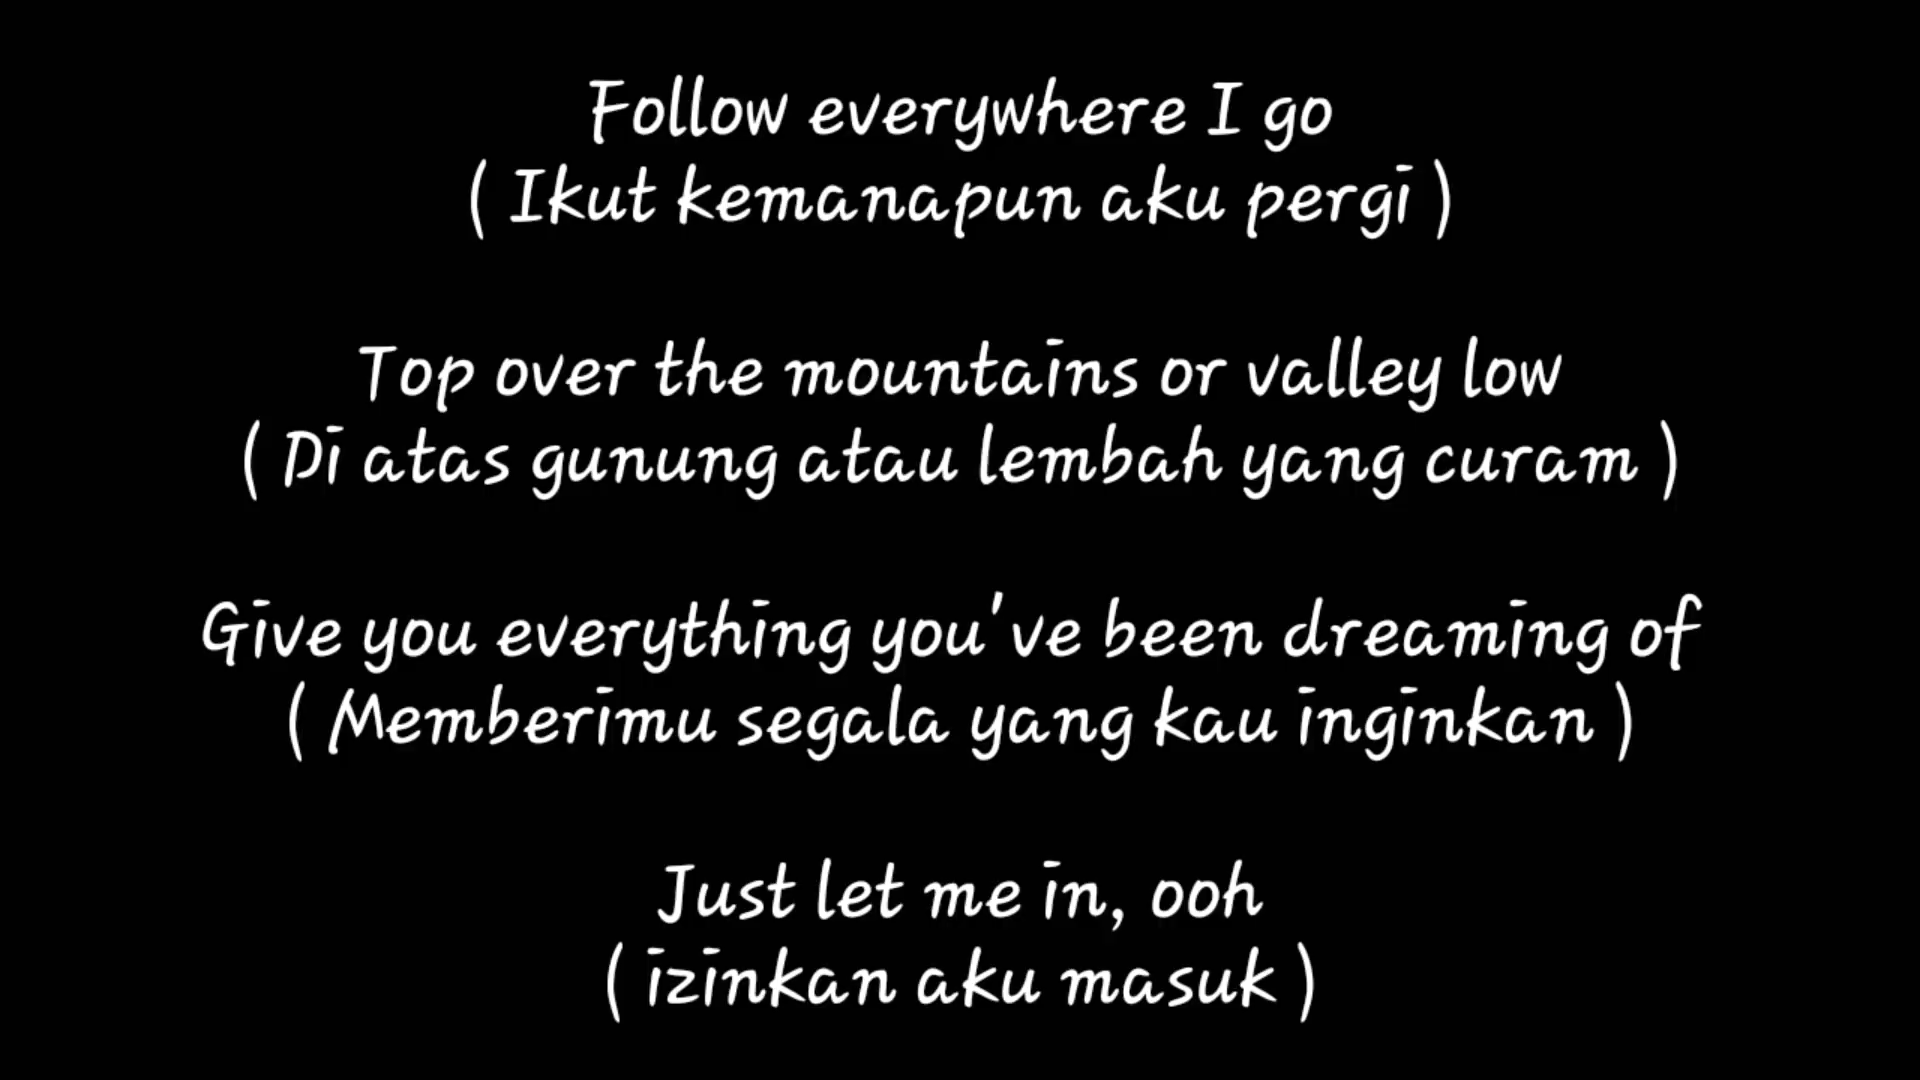 Follow everywhere I go
( Ikut kemanapun aku pergi )
Top over the mountains or valley low
( Di atas gunung atau lembah yang curam )
Give you everything you've been dreaming of
( Memberimu segala yang kau inginkan )
Just let me in, ooh
( izinkan aku masuk )